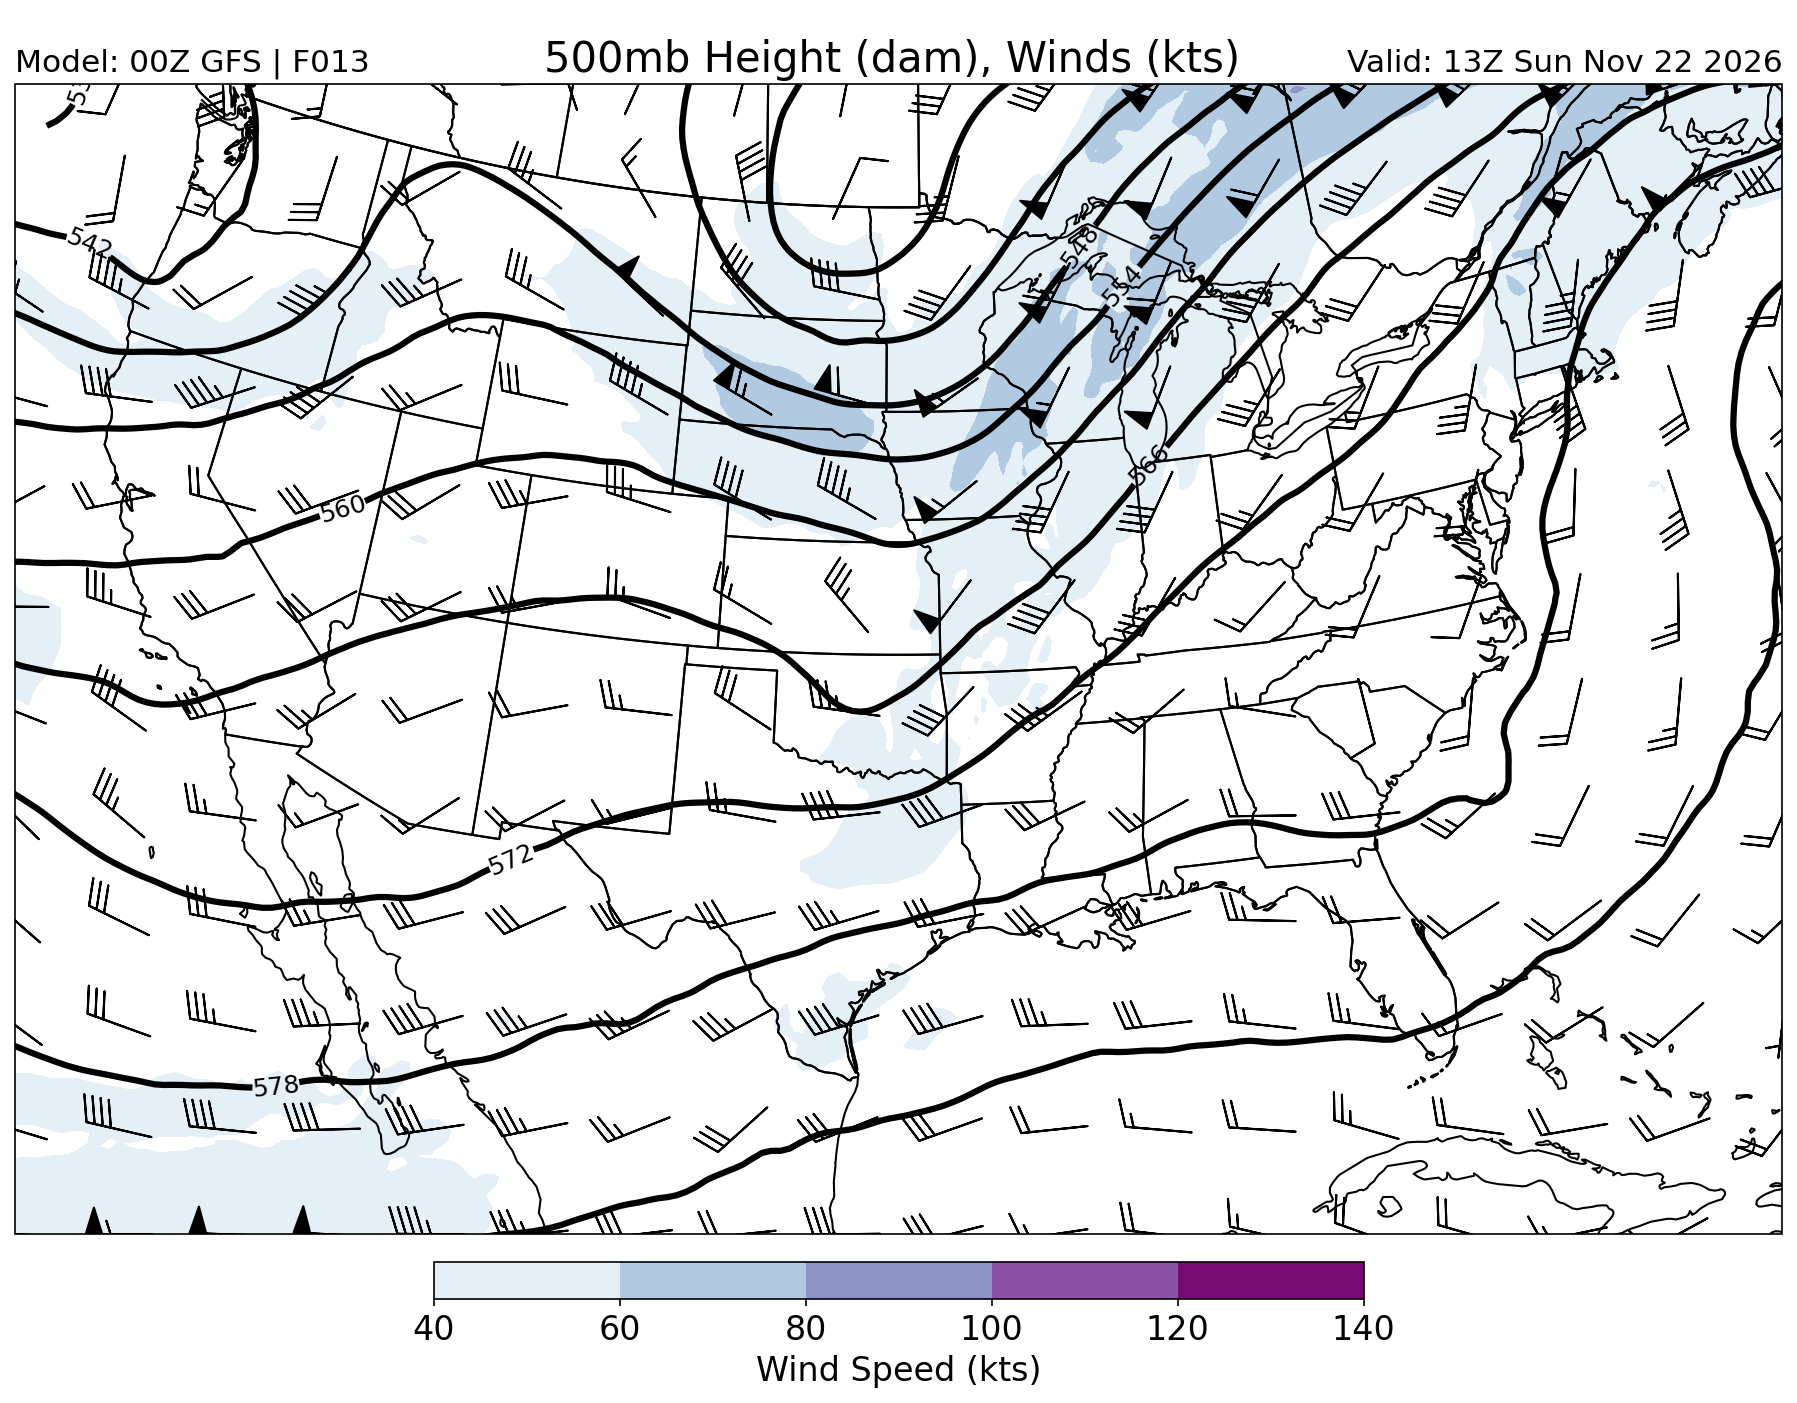 Model: 00Z GFS | F013
500mb Height (dam), Winds (kts)
Valid: 13Z Sun Nov 22 2026
542
548
554
566
560
572
578
40 60 80 100 120 140
Wind Speed (kts)